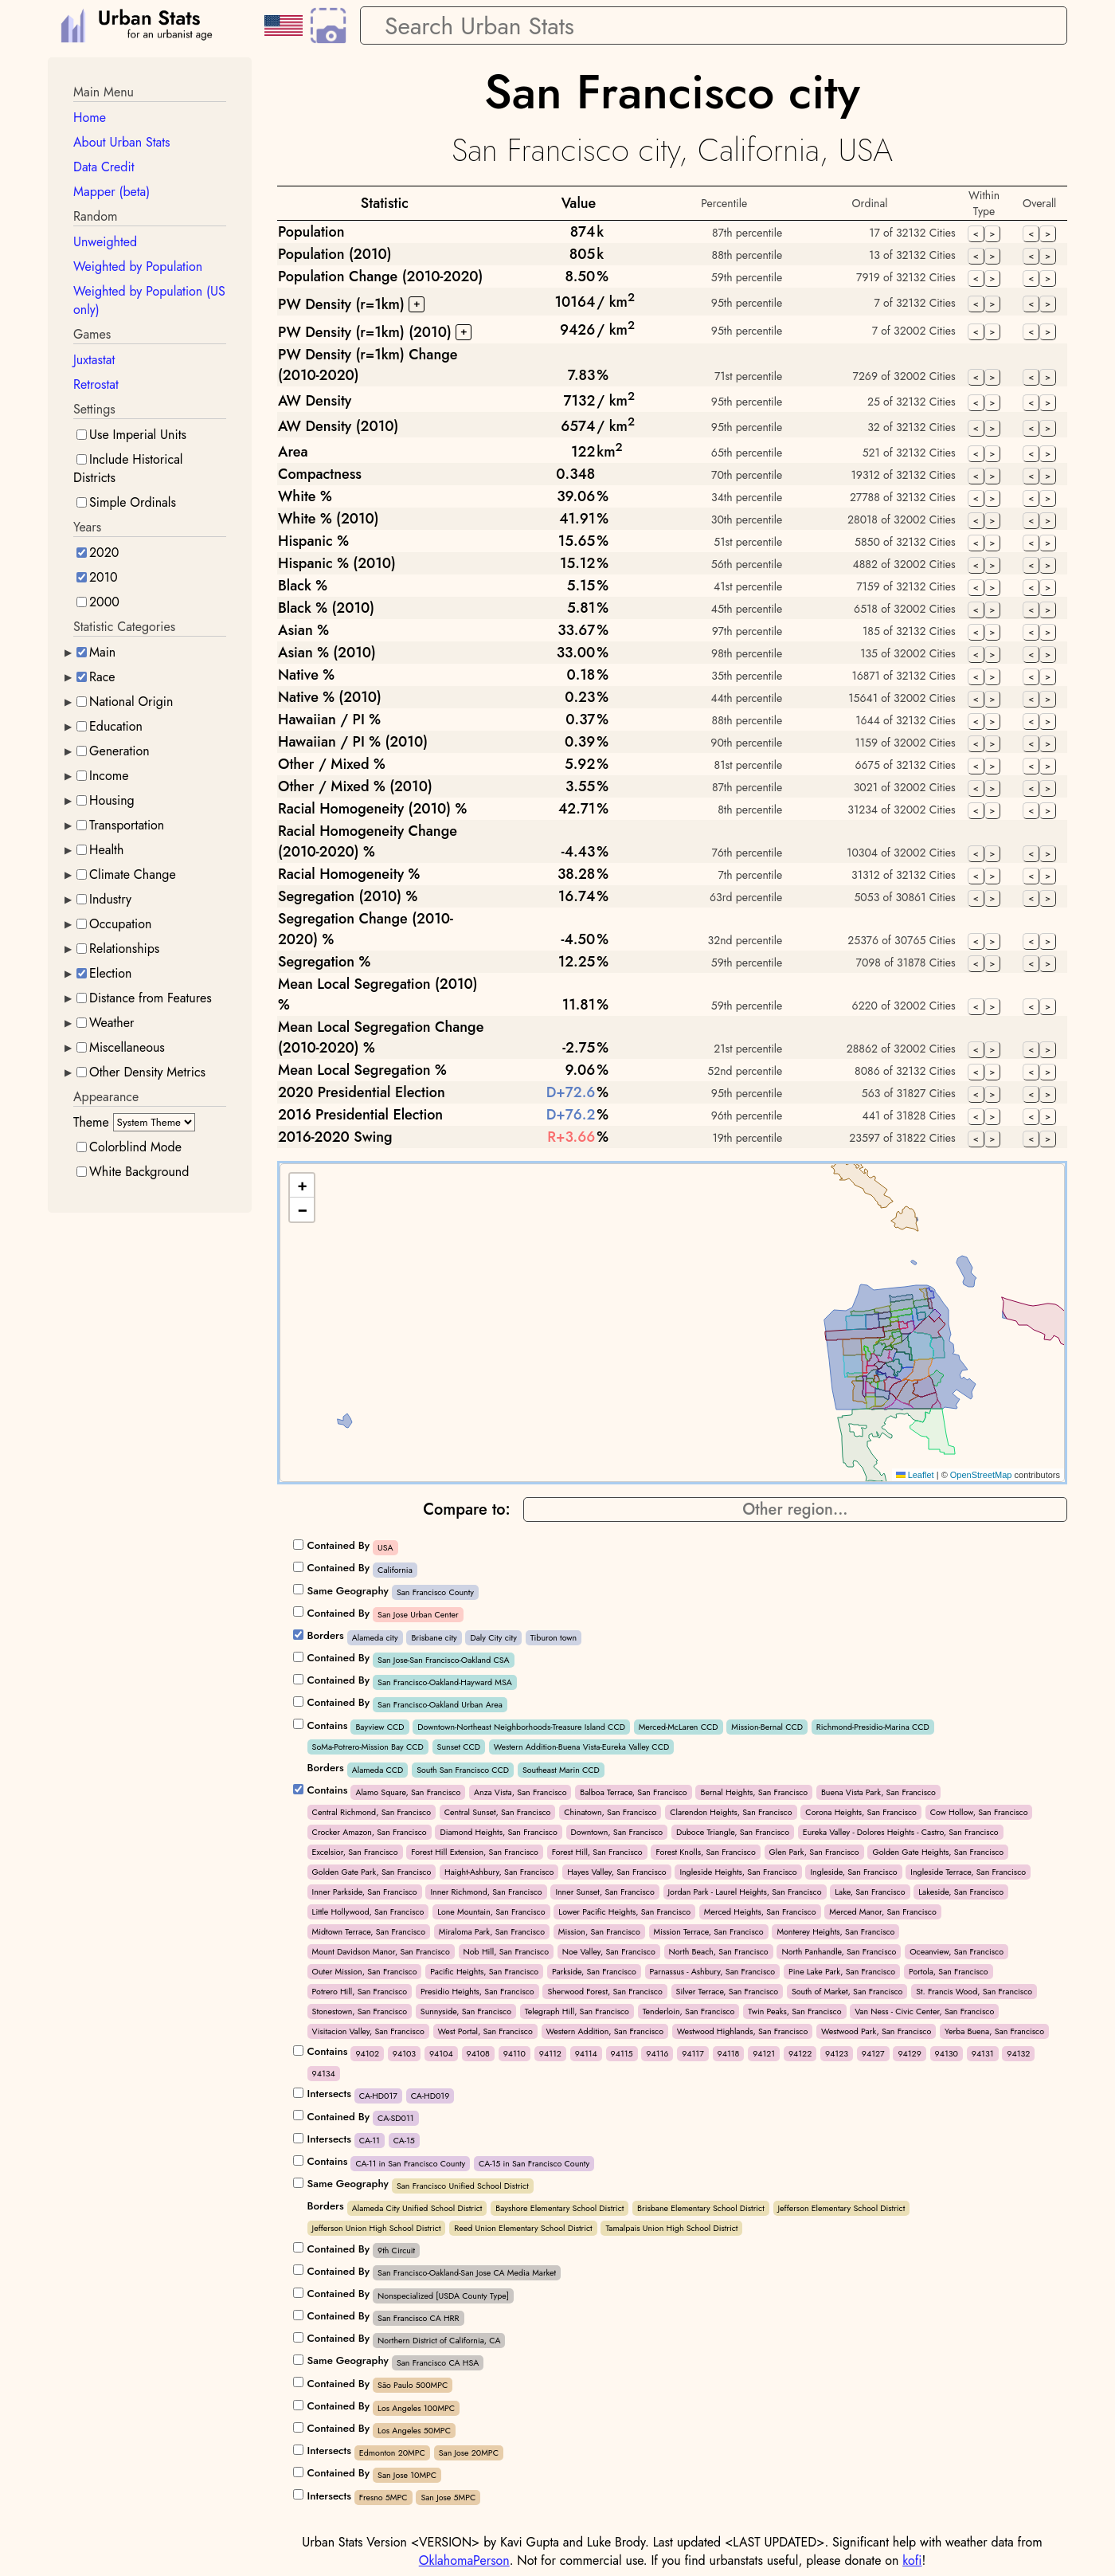 Urban Stats
for an urbanist age
Search Urban Stats
Main Menu
Home
About Urban Stats
Data Credit
Mapper (beta)
Random
Unweighted
Weighted by Population
Weighted by Population (US
only)
Games
Juxtastat
Retrostat
Settings
Use Imperial Units
Include Historical
Districts
Simple Ordinals
Years
2020
2010
2000
Statistic Categories
Main
Race
National Origin
Education
Generation
Income
Housing
Transportation
Health
Climate Change
Industry
Occupation
Relationships
Election
Distance from Features
Weather
Miscellaneous
Other Density Metrics
Appearance
Theme System Theme
Colorblind Mode
White Background
San Francisco city
San Francisco city, California, USA
Statistic Value Percentile Ordinal Within Type Overall
Population 874k 87th percentile 17 of 32132 Cities < > < >
Population (2010) 805k 88th percentile 13 of 32132 Cities < > < >
Population Change (2010-2020) 8.50% 59th percentile 7919 of 32132 Cities < > < >
PW Density (r=1km) + 10164/ km2 95th percentile 7 of 32132 Cities < > < >
PW Density (r=1km) (2010) + 9426/ km2 95th percentile 7 of 32002 Cities < > < >
PW Density (r=1km) Change
(2010-2020) 7.83% 71st percentile 7269 of 32002 Cities < > < >
AW Density 7132/ km2 95th percentile 25 of 32132 Cities < > < >
AW Density (2010) 6574/ km2 95th percentile 32 of 32132 Cities < > < >
Area 122km2 65th percentile 521 of 32132 Cities < > < >
Compactness 0.348 70th percentile 19312 of 32132 Cities < > < >
White % 39.06% 34th percentile 27788 of 32132 Cities < > < >
White % (2010) 41.91% 30th percentile 28018 of 32002 Cities < > < >
Hispanic % 15.65% 51st percentile 5850 of 32132 Cities < > < >
Hispanic % (2010) 15.12% 56th percentile 4882 of 32002 Cities < > < >
Black % 5.15% 41st percentile 7159 of 32132 Cities < > < >
Black % (2010) 5.81% 45th percentile 6518 of 32002 Cities < > < >
Asian % 33.67% 97th percentile 185 of 32132 Cities < > < >
Asian % (2010) 33.00% 98th percentile 135 of 32002 Cities < > < >
Native % 0.18% 35th percentile 16871 of 32132 Cities < > < >
Native % (2010) 0.23% 44th percentile 15641 of 32002 Cities < > < >
Hawaiian / PI % 0.37% 88th percentile 1644 of 32132 Cities < > < >
Hawaiian / PI % (2010) 0.39% 90th percentile 1159 of 32002 Cities < > < >
Other / Mixed % 5.92% 81st percentile 6675 of 32132 Cities < > < >
Other / Mixed % (2010) 3.55% 87th percentile 3021 of 32002 Cities < > < >
Racial Homogeneity (2010) % 42.71% 8th percentile 31234 of 32002 Cities < > < >
Racial Homogeneity Change
(2010-2020) % -4.43% 76th percentile 10304 of 32002 Cities < > < >
Racial Homogeneity % 38.28% 7th percentile 31312 of 32132 Cities < > < >
Segregation (2010) % 16.74% 63rd percentile 5053 of 30861 Cities < > < >
Segregation Change (2010-
2020) % -4.50% 32nd percentile 25376 of 30765 Cities < > < >
Segregation % 12.25% 59th percentile 7098 of 31878 Cities < > < >
Mean Local Segregation (2010)
% 11.81% 59th percentile 6220 of 32002 Cities < > < >
Mean Local Segregation Change
(2010-2020) % -2.75% 21st percentile 28862 of 32002 Cities < > < >
Mean Local Segregation % 9.06% 52nd percentile 8086 of 32132 Cities < > < >
2020 Presidential Election D+72.6% 95th percentile 563 of 31827 Cities < > < >
2016 Presidential Election D+76.2% 96th percentile 441 of 31828 Cities < > < >
2016-2020 Swing R+3.66% 19th percentile 23597 of 31822 Cities < > < >
+
−
Leaflet | © OpenStreetMap contributors
Compare to: Other region...
Contained By USA
Contained By California
Same Geography San Francisco County
Contained By San Jose Urban Center
Borders Alameda city Brisbane city Daly City city Tiburon town
Contained By San Jose-San Francisco-Oakland CSA
Contained By San Francisco-Oakland-Hayward MSA
Contained By San Francisco-Oakland Urban Area
Contains Bayview CCD Downtown-Northeast Neighborhoods-Treasure Island CCD Merced-McLaren CCD Mission-Bernal CCD Richmond-Presidio-Marina CCD
SoMa-Potrero-Mission Bay CCD Sunset CCD Western Addition-Buena Vista-Eureka Valley CCD
Borders Alameda CCD South San Francisco CCD Southeast Marin CCD
Contains Alamo Square, San Francisco Anza Vista, San Francisco Balboa Terrace, San Francisco Bernal Heights, San Francisco Buena Vista Park, San Francisco
Central Richmond, San Francisco Central Sunset, San Francisco Chinatown, San Francisco Clarendon Heights, San Francisco Corona Heights, San Francisco Cow Hollow, San Francisco
Crocker Amazon, San Francisco Diamond Heights, San Francisco Downtown, San Francisco Duboce Triangle, San Francisco Eureka Valley - Dolores Heights - Castro, San Francisco
Excelsior, San Francisco Forest Hill Extension, San Francisco Forest Hill, San Francisco Forest Knolls, San Francisco Glen Park, San Francisco Golden Gate Heights, San Francisco
Golden Gate Park, San Francisco Haight-Ashbury, San Francisco Hayes Valley, San Francisco Ingleside Heights, San Francisco Ingleside, San Francisco Ingleside Terrace, San Francisco
Inner Parkside, San Francisco Inner Richmond, San Francisco Inner Sunset, San Francisco Jordan Park - Laurel Heights, San Francisco Lake, San Francisco Lakeside, San Francisco
Little Hollywood, San Francisco Lone Mountain, San Francisco Lower Pacific Heights, San Francisco Merced Heights, San Francisco Merced Manor, San Francisco
Midtown Terrace, San Francisco Miraloma Park, San Francisco Mission, San Francisco Mission Terrace, San Francisco Monterey Heights, San Francisco
Mount Davidson Manor, San Francisco Nob Hill, San Francisco Noe Valley, San Francisco North Beach, San Francisco North Panhandle, San Francisco Oceanview, San Francisco
Outer Mission, San Francisco Pacific Heights, San Francisco Parkside, San Francisco Parnassus - Ashbury, San Francisco Pine Lake Park, San Francisco Portola, San Francisco
Potrero Hill, San Francisco Presidio Heights, San Francisco Sherwood Forest, San Francisco Silver Terrace, San Francisco South of Market, San Francisco St. Francis Wood, San Francisco
Stonestown, San Francisco Sunnyside, San Francisco Telegraph Hill, San Francisco Tenderloin, San Francisco Twin Peaks, San Francisco Van Ness - Civic Center, San Francisco
Visitacion Valley, San Francisco West Portal, San Francisco Western Addition, San Francisco Westwood Highlands, San Francisco Westwood Park, San Francisco Yerba Buena, San Francisco
Contains 94102 94103 94104 94108 94110 94112 94114 94115 94116 94117 94118 94121 94122 94123 94127 94129 94130 94131 94132
94134
Intersects CA-HD017 CA-HD019
Contained By CA-SD011
Intersects CA-11 CA-15
Contains CA-11 in San Francisco County CA-15 in San Francisco County
Same Geography San Francisco Unified School District
Borders Alameda City Unified School District Bayshore Elementary School District Brisbane Elementary School District Jefferson Elementary School District
Jefferson Union High School District Reed Union Elementary School District Tamalpais Union High School District
Contained By 9th Circuit
Contained By San Francisco-Oakland-San Jose CA Media Market
Contained By Nonspecialized [USDA County Type]
Contained By San Francisco CA HRR
Contained By Northern District of California, CA
Same Geography San Francisco CA HSA
Contained By São Paulo 500MPC
Contained By Los Angeles 100MPC
Contained By Los Angeles 50MPC
Intersects Edmonton 20MPC San Jose 20MPC
Contained By San Jose 10MPC
Intersects Fresno 5MPC San Jose 5MPC
Urban Stats Version <VERSION> by Kavi Gupta and Luke Brody. Last updated <LAST UPDATED>. Significant help with weather data from
OklahomaPerson. Not for commercial use. If you find urbanstats useful, please donate on kofi!